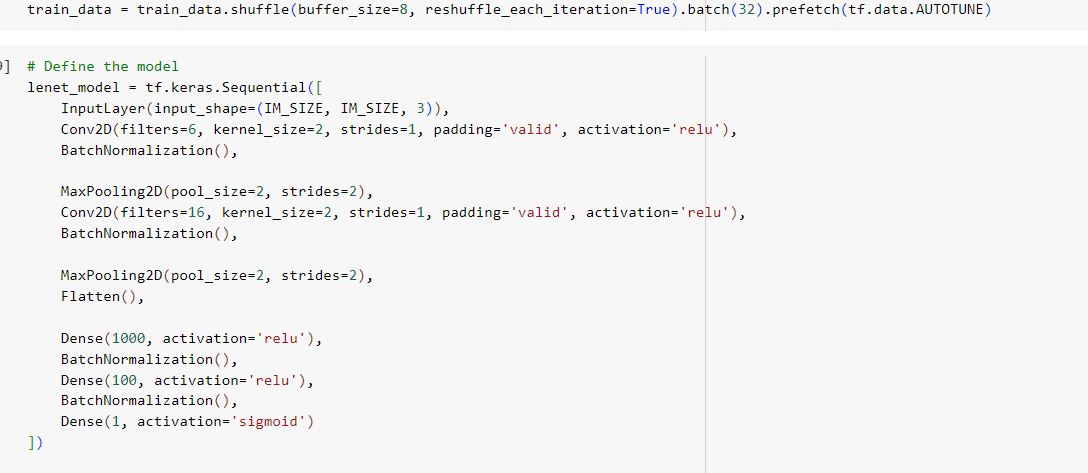 train_data = train_data.shuffle(buffer_size=8, reshuffle_each_iteration=True).batch(32).prefetch(tf.data.AUTOTUNE)
# Define the model
lenet_model = tf.keras.Sequential([
    InputLayer(input_shape=(IM_SIZE, IM_SIZE, 3)),
    Conv2D(filters=6, kernel_size=2, strides=1, padding='valid', activation='relu'),
    BatchNormalization(),
    MaxPooling2D(pool_size=2, strides=2),
    Conv2D(filters=16, kernel_size=2, strides=1, padding='valid', activation='relu'),
    BatchNormalization(),
    MaxPooling2D(pool_size=2, strides=2),
    Flatten(),
    Dense(1000, activation='relu'),
    BatchNormalization(),
    Dense(100, activation='relu'),
    BatchNormalization(),
    Dense(1, activation='sigmoid')
])